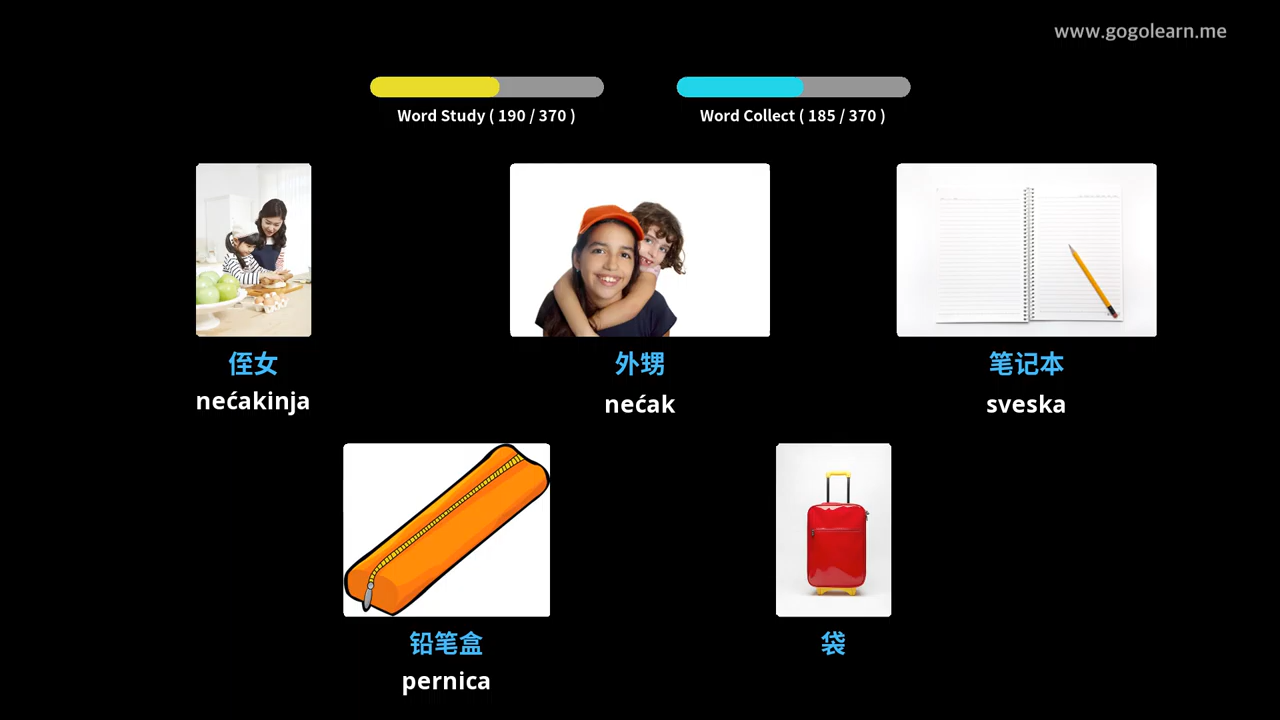 www.gogolearn.me
Word Study ( 190 / 370 )
Word Collect ( 185 / 370 )
侄女
nećakinja
外甥
nećak
笔记本
sveska
铅笔盒
pernica
袋